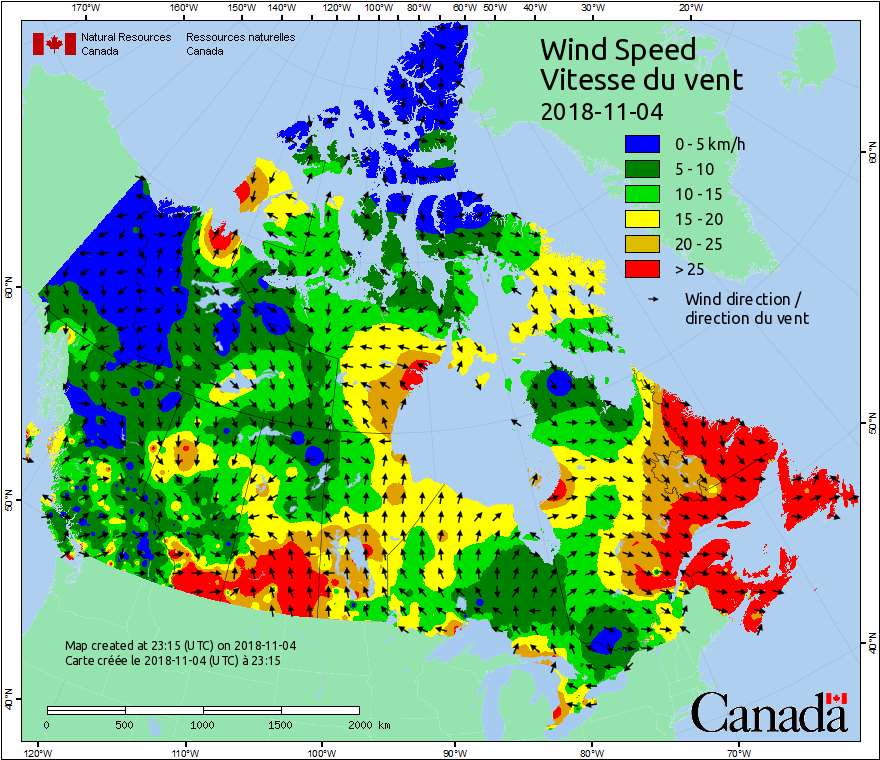 170°W 160°W 150°W 140°W 130°W 120°W 110°W 100°W 90°W 80°W 70°W 60°W 50°W 40°W 30°W 20°W
Natural Resources Canada
Ressources naturelles Canada
Wind Speed
Vitesse du vent
2018-11-04
0 - 5 km/h
5 - 10
10 - 15
15 - 20
20 - 25
> 25
Wind direction /
direction du vent
60°N
50°N
40°N
60°N
50°N
40°N
Map created at 23:15 (UTC) on 2018-11-04
Carte créée le 2018-11-04 (UTC) à 23:15
0 500 1000 1500 2000 km
Canada
120°W 110°W 100°W 90°W 80°W 70°W